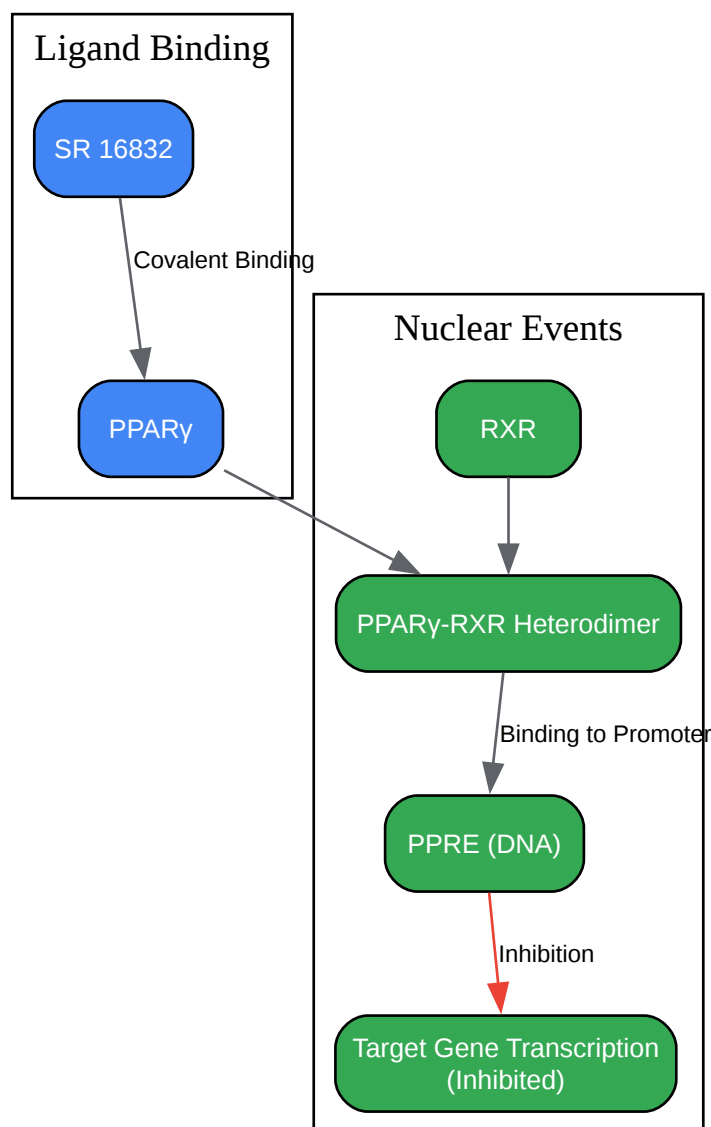 Ligand Binding
SR 16832
Covalent Binding
PPARγ
Nuclear Events
RXR
PPARγ-RXR Heterodimer
Binding to Promoter
PPRE (DNA)
Inhibition
Target Gene Transcription
(Inhibited)